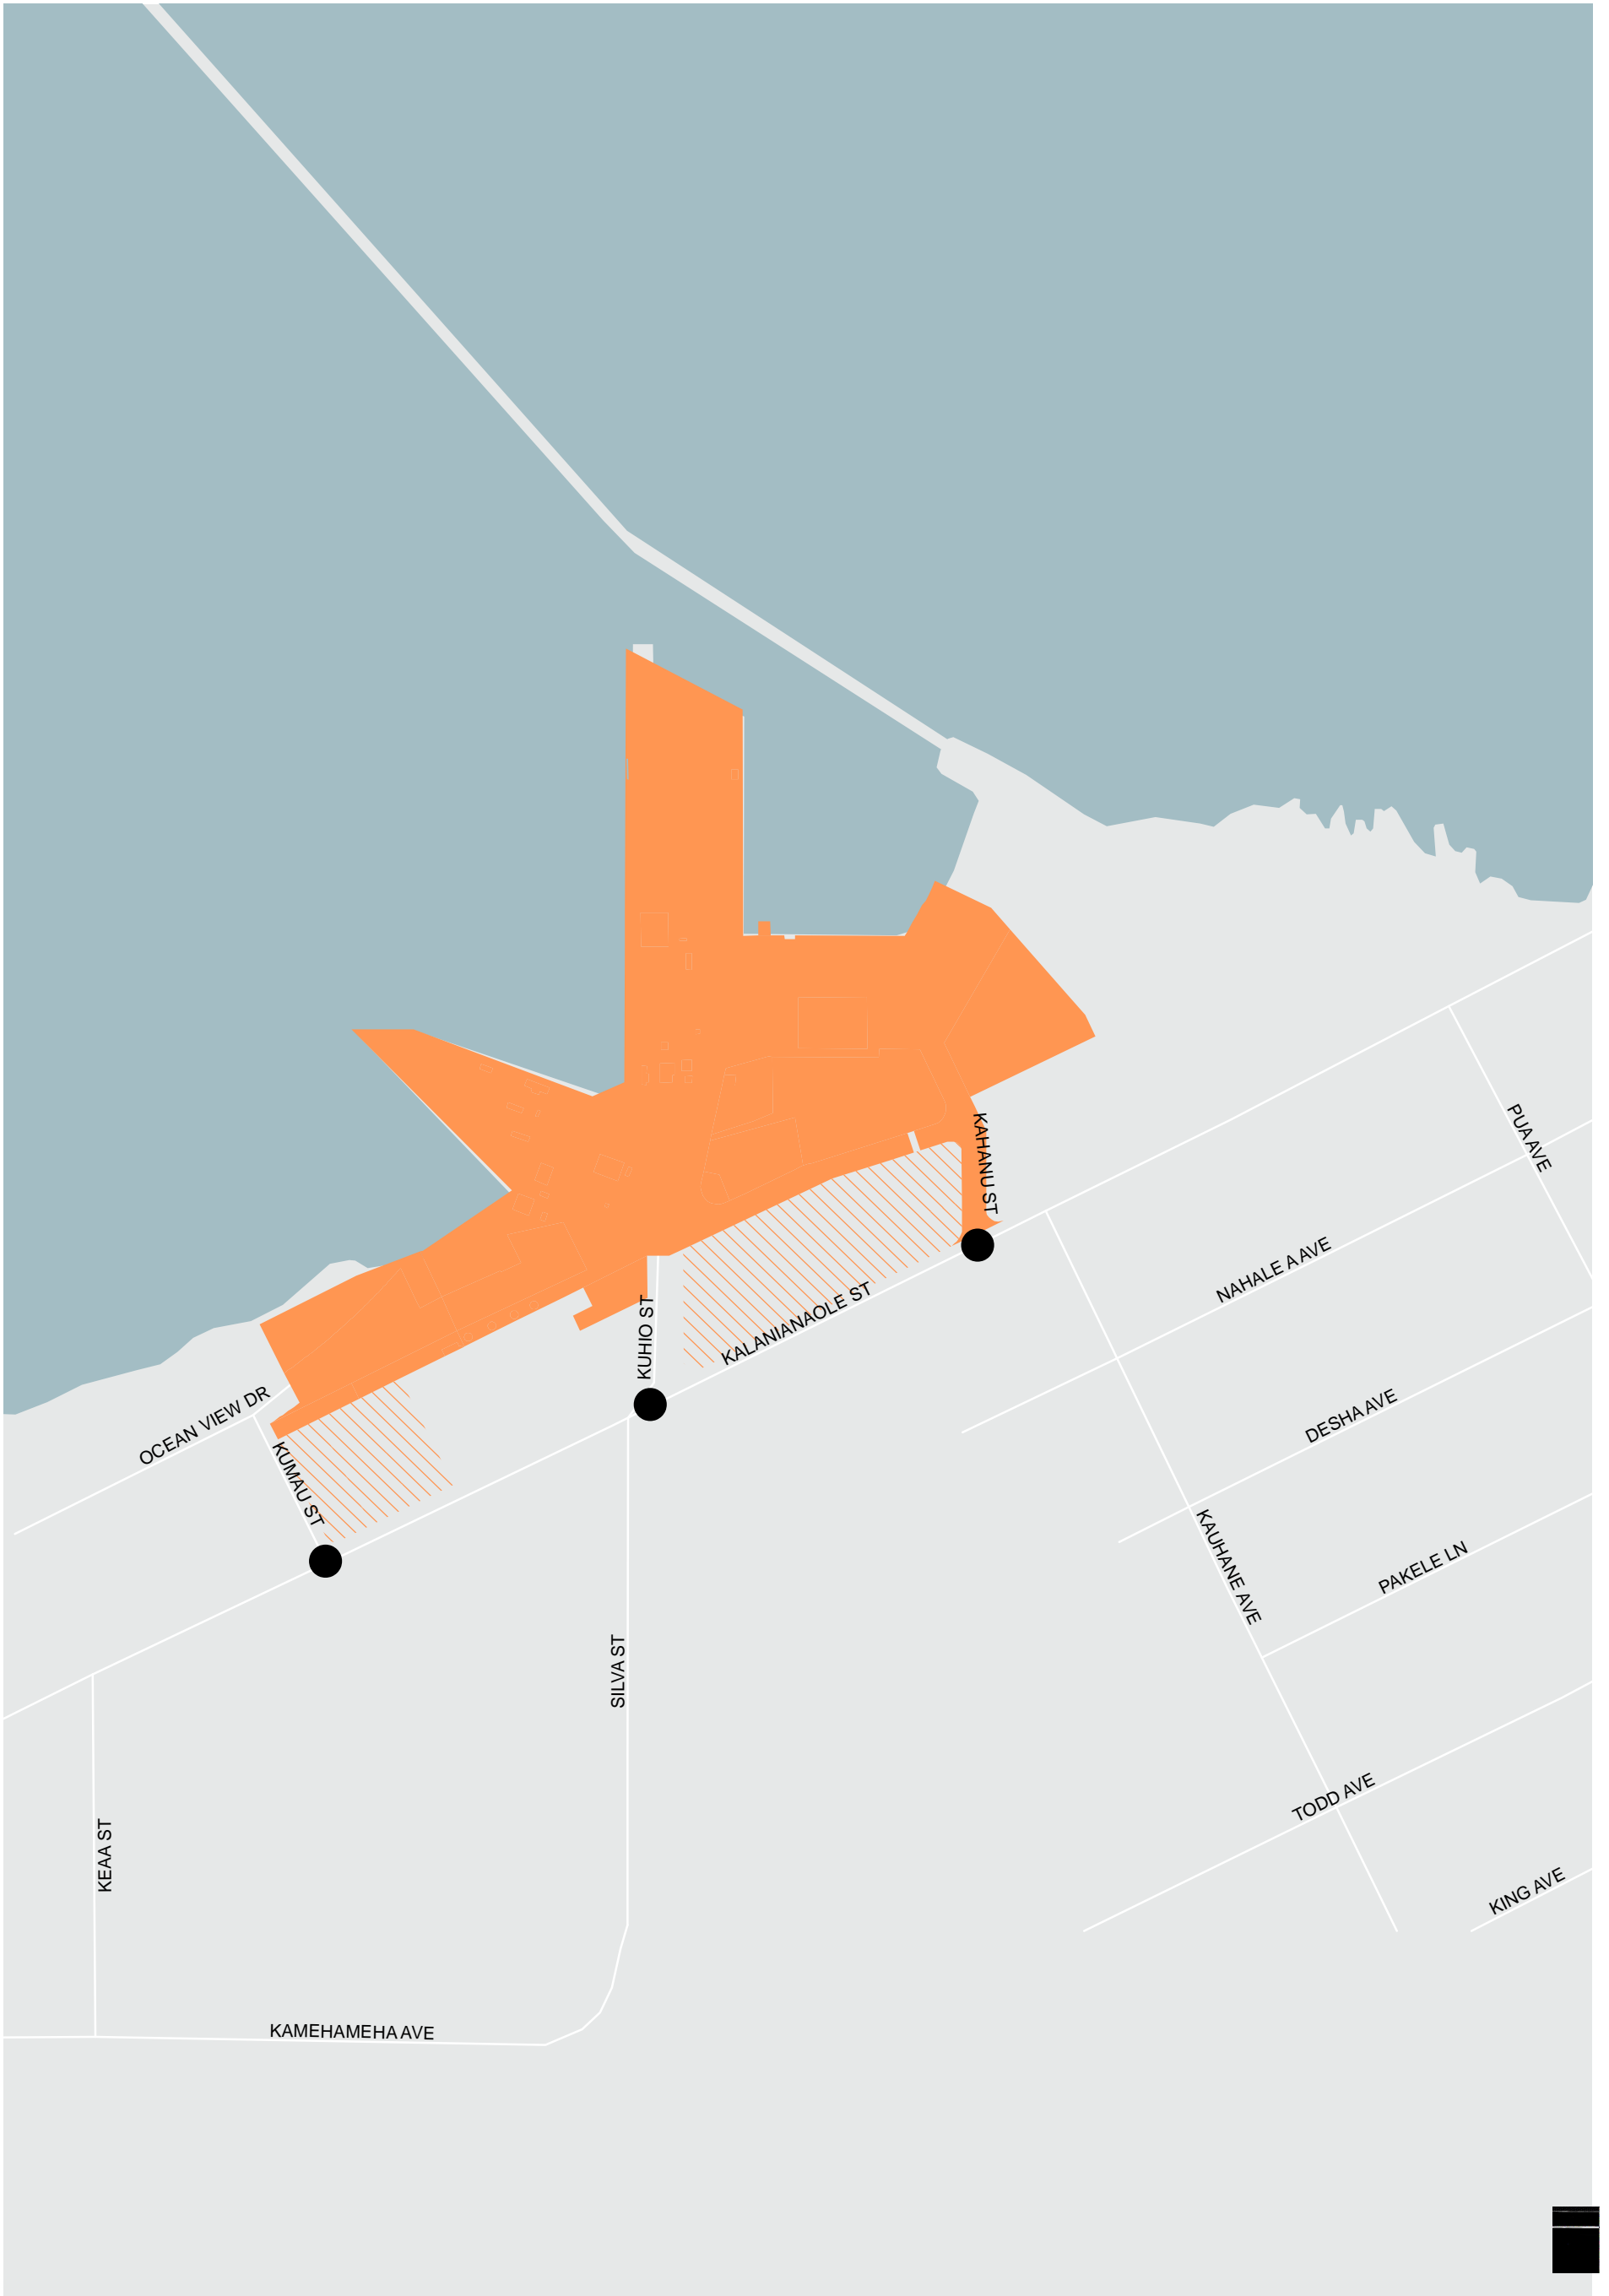 KAHANU ST
PUA AVE
NAHALE A AVE
KUHIO ST
KALANIANAOLE ST
OCEAN VIEW DR
DESHA AVE
KUMAU ST
KAUHANE AVE
PAKELE LN
SILVA ST
TODD AVE
KEAA ST
KING AVE
KAMEHAMEHA AVE